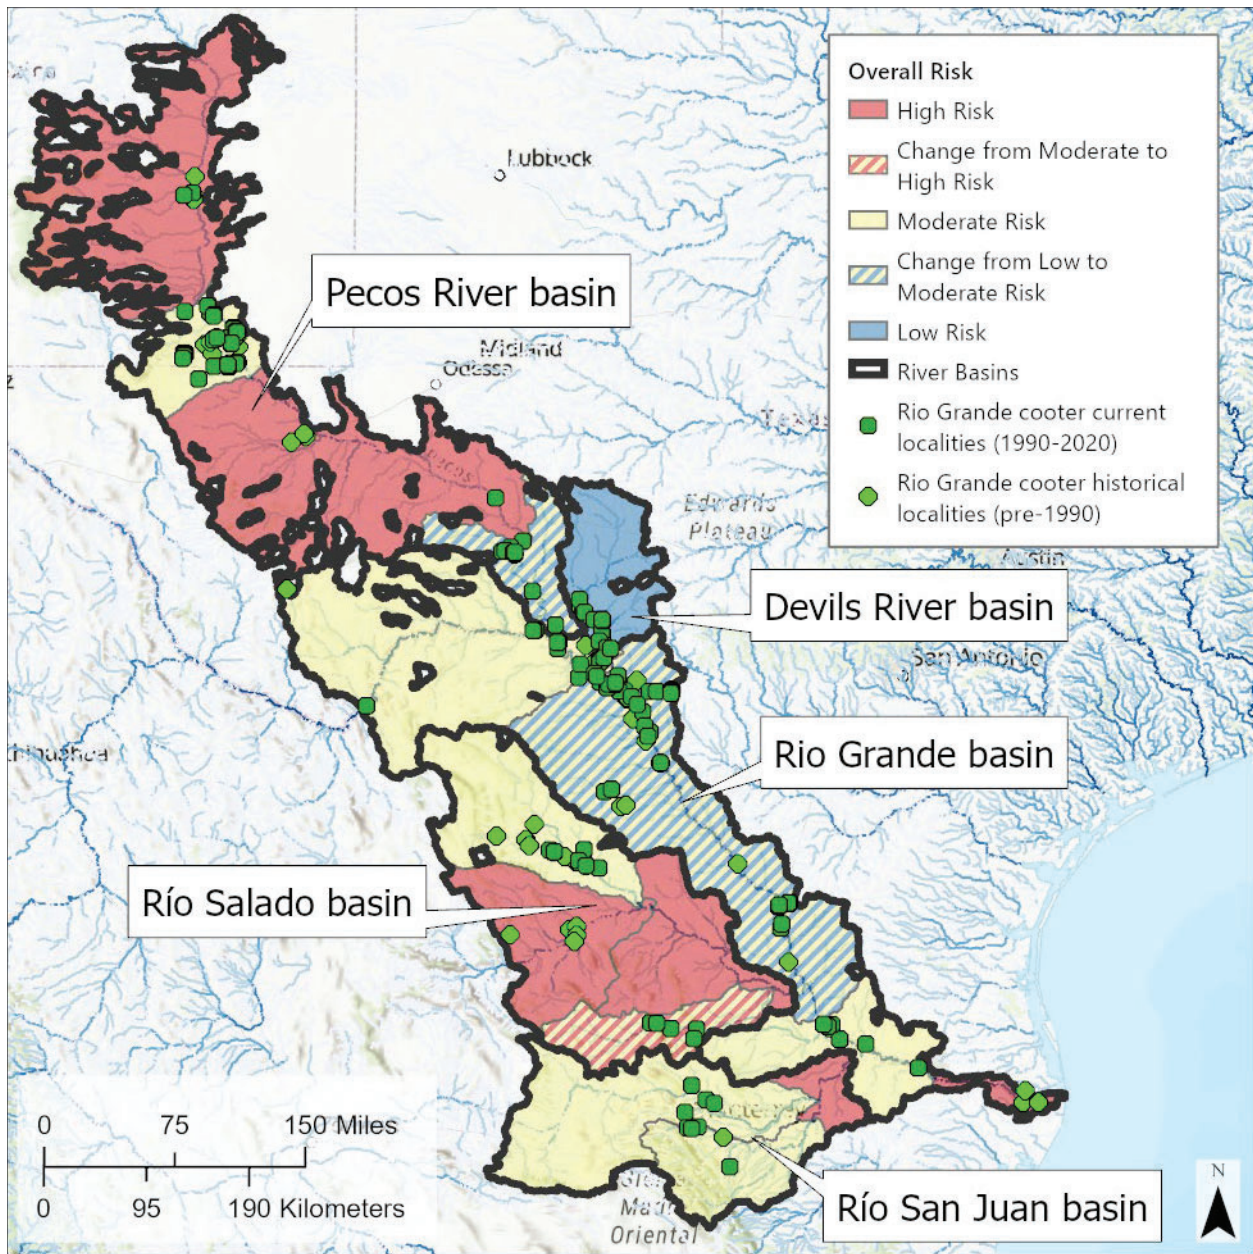 Overall Risk
High Risk
Change from Moderate to
High Risk
Moderate Risk
Change from Low to
Moderate Risk
Low Risk
River Basins
Rio Grande cooter current
localities (1990-2020)
Rio Grande cooter historical
localities (pre-1990)
Lubbock
Pecos River basin
Midland
Odessa
Pecos
Texas
Edwards
Plateau
Austin
Devils River basin
San Antonio
Rio Grande basin
Río Salado basin
Río San Juan basin
Oriental
0 75 150 Miles
0 95 190 Kilometers
N